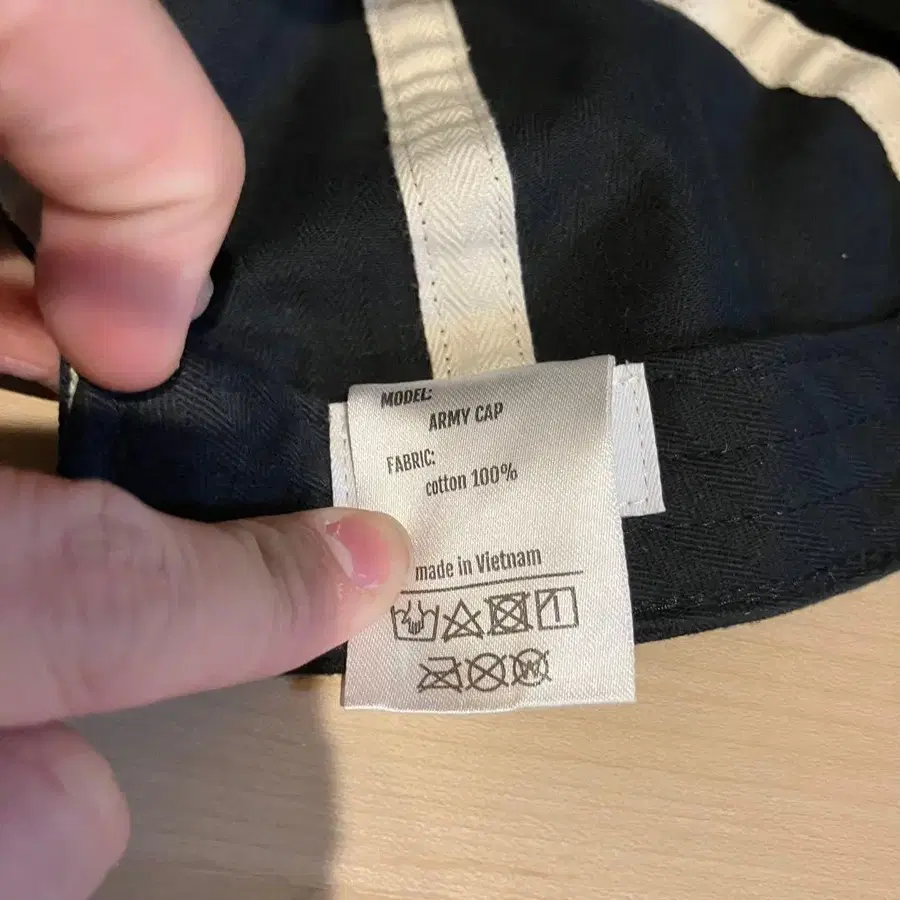 MODEL:
ARMY CAP
FABRIC:
cotton 100%
made in Vietnam
W